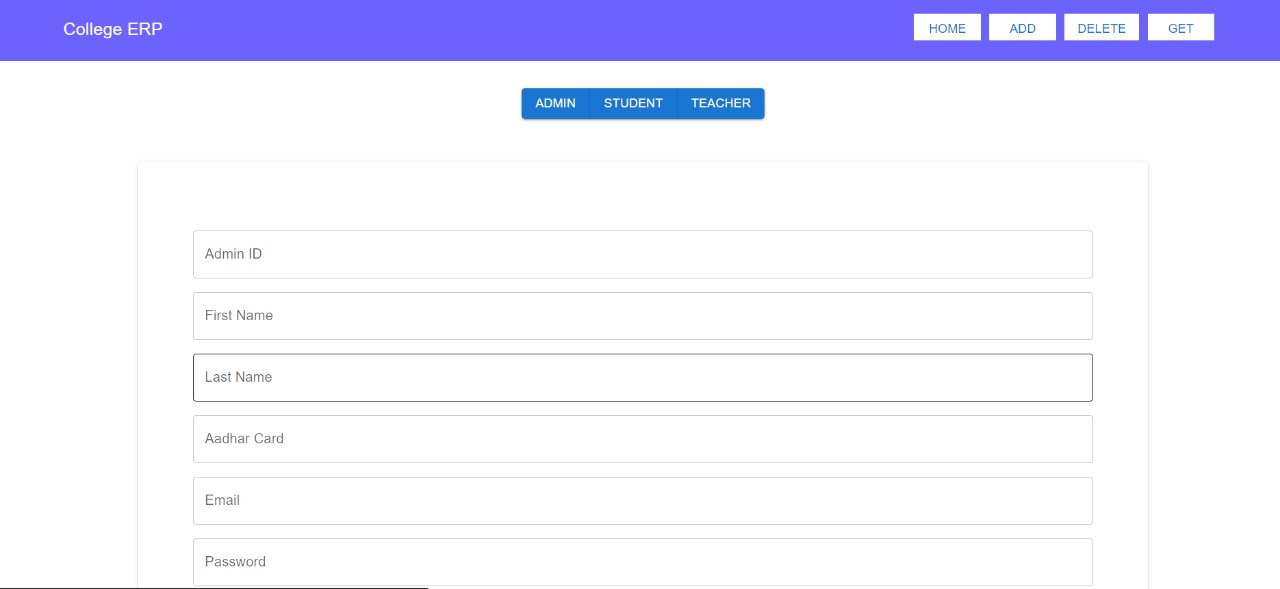 College ERP HOME ADD DELETE GET
ADMIN STUDENT TEACHER
Admin ID
First Name
Last Name
Aadhar Card
Email
Password